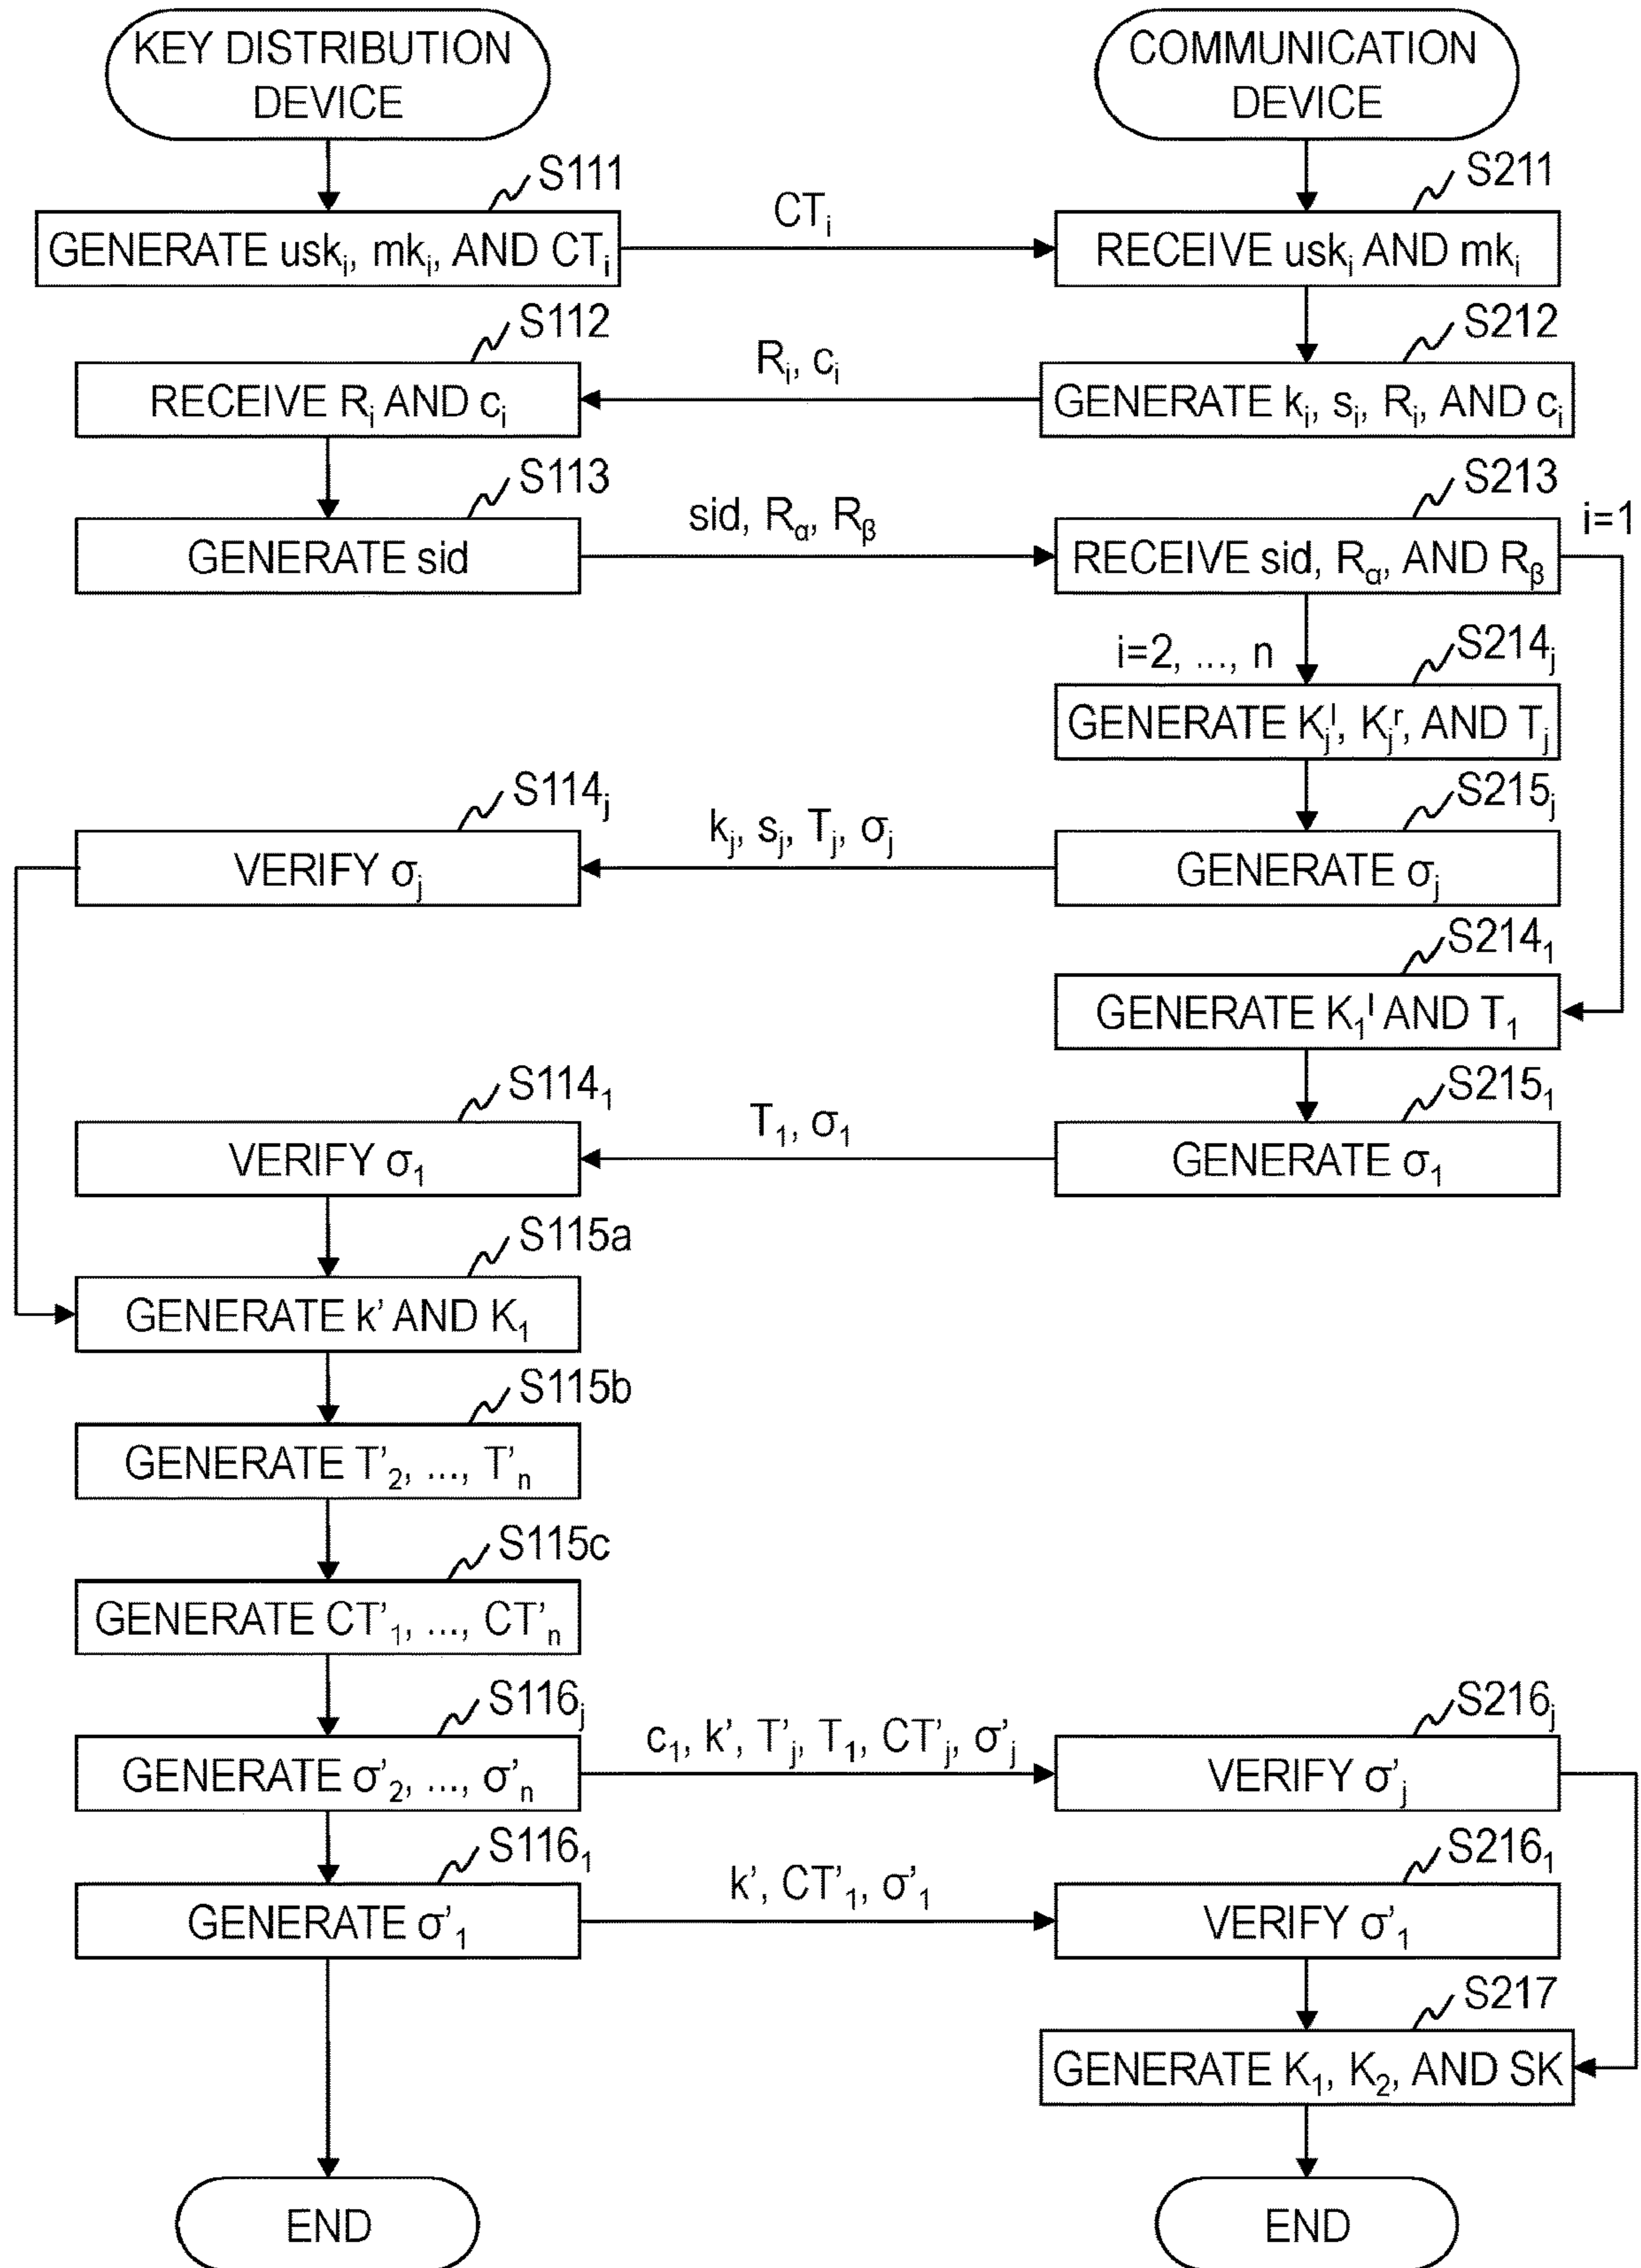 KEY DISTRIBUTION
DEVICE
COMMUNICATION
DEVICE
S111
GENERATE uskᵢ, mkᵢ, AND CTᵢ
CTᵢ
S211
RECEIVE uskᵢ AND mkᵢ
S112
RECEIVE Rᵢ AND cᵢ
Rᵢ, cᵢ
S212
GENERATE kᵢ, sᵢ, Rᵢ, AND cᵢ
S113
GENERATE sid
sid, Rα, Rβ
S213
RECEIVE sid, Rα, AND Rβ
i=1
i=2, ..., n
S214ⱼ
GENERATE Kⱼˡ, Kⱼʳ, AND Tⱼ
S114ⱼ
VERIFY σⱼ
kⱼ, sⱼ, Tⱼ, σⱼ
S215ⱼ
GENERATE σⱼ
S214₁
GENERATE K₁ˡ AND T₁
S114₁
VERIFY σ₁
T₁, σ₁
S215₁
GENERATE σ₁
S115a
GENERATE k' AND K₁
S115b
GENERATE T'₂, ..., T'ₙ
S115c
GENERATE CT'₁, ..., CT'ₙ
S116ⱼ
GENERATE σ'₂, ..., σ'ₙ
c₁, k', T'ⱼ, T₁, CT'ⱼ, σ'ⱼ
S216ⱼ
VERIFY σ'ⱼ
S116₁
GENERATE σ'₁
k', CT'₁, σ'₁
S216₁
VERIFY σ'₁
S217
GENERATE K₁, K₂, AND SK
END
END